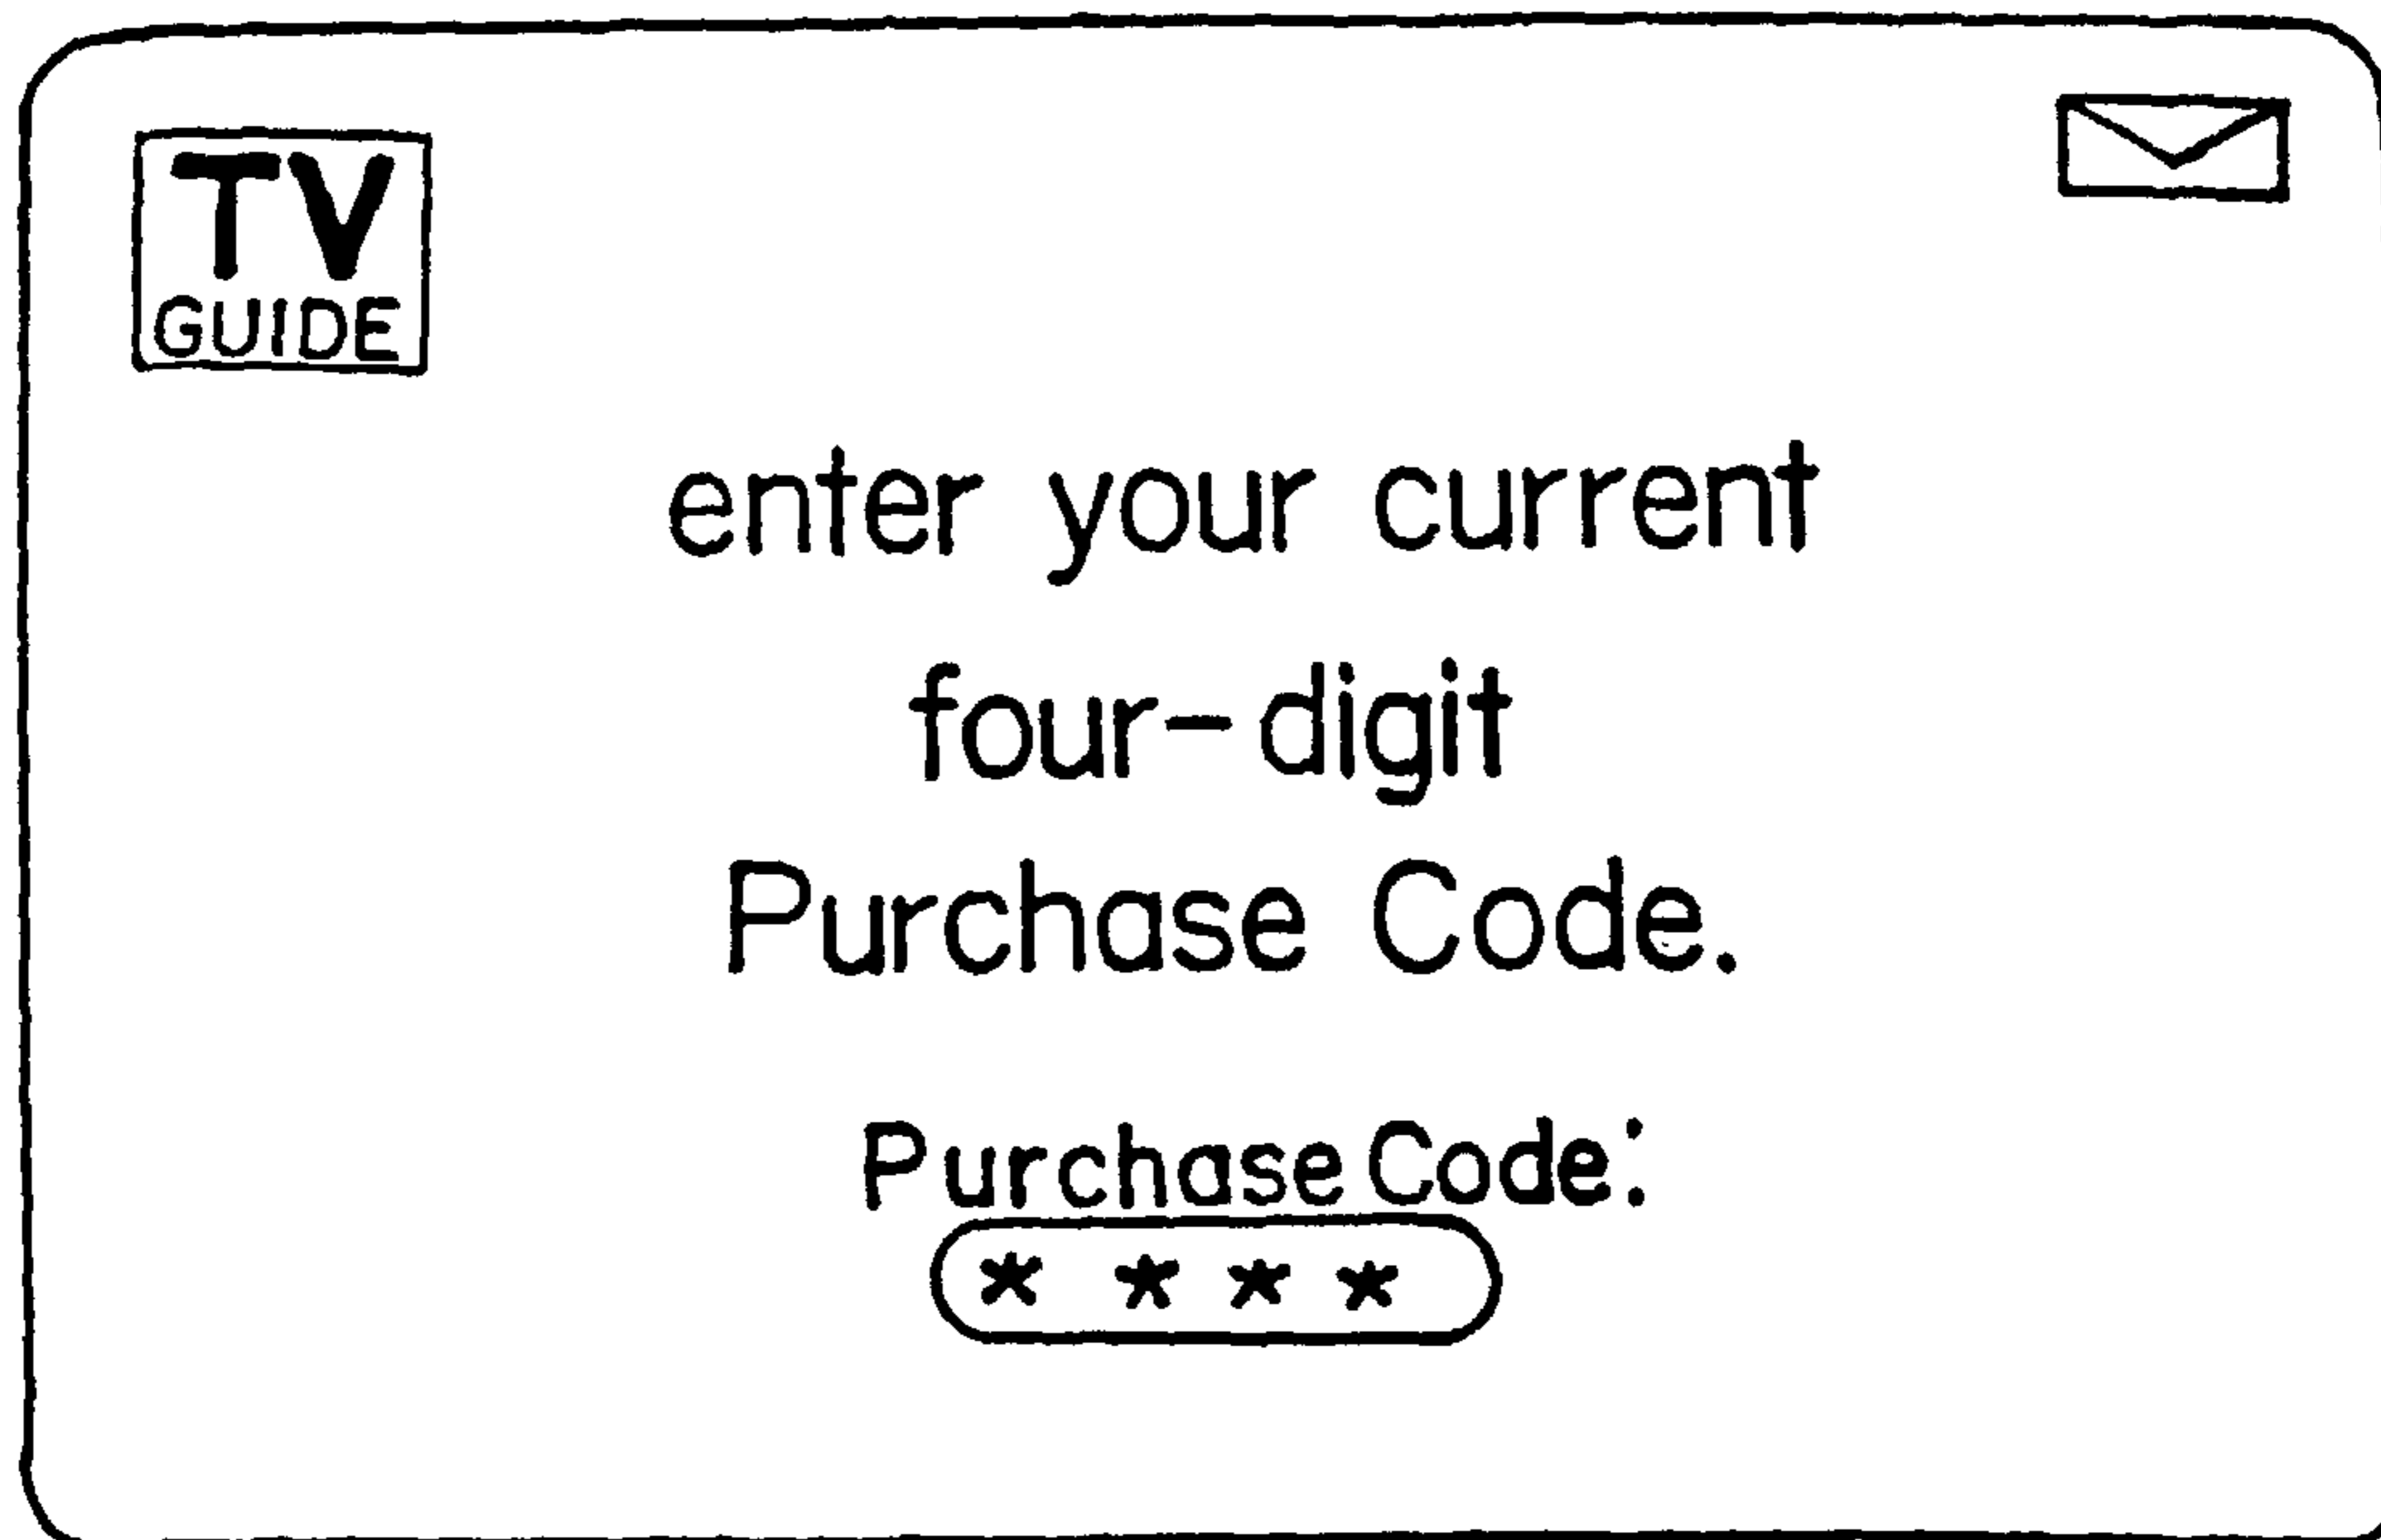 TV
GUIDE
enter your current
four-digit
Purchase Code.
Purchase Code:
* * * *